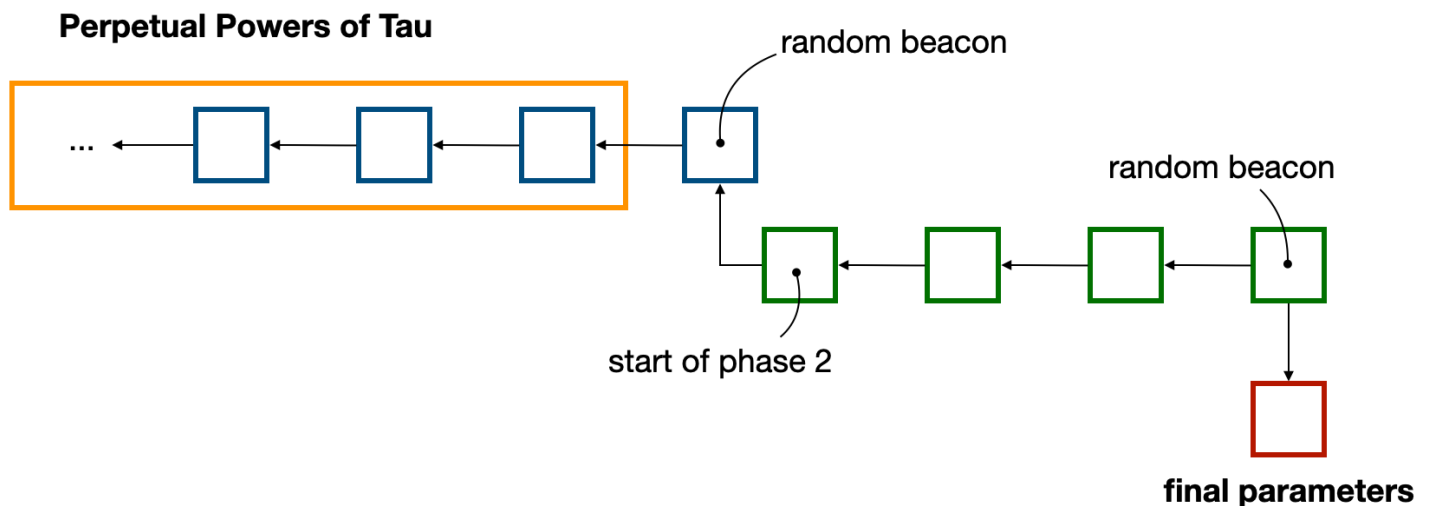 Perpetual Powers of Tau
random beacon
...
random beacon
start of phase 2
final parameters